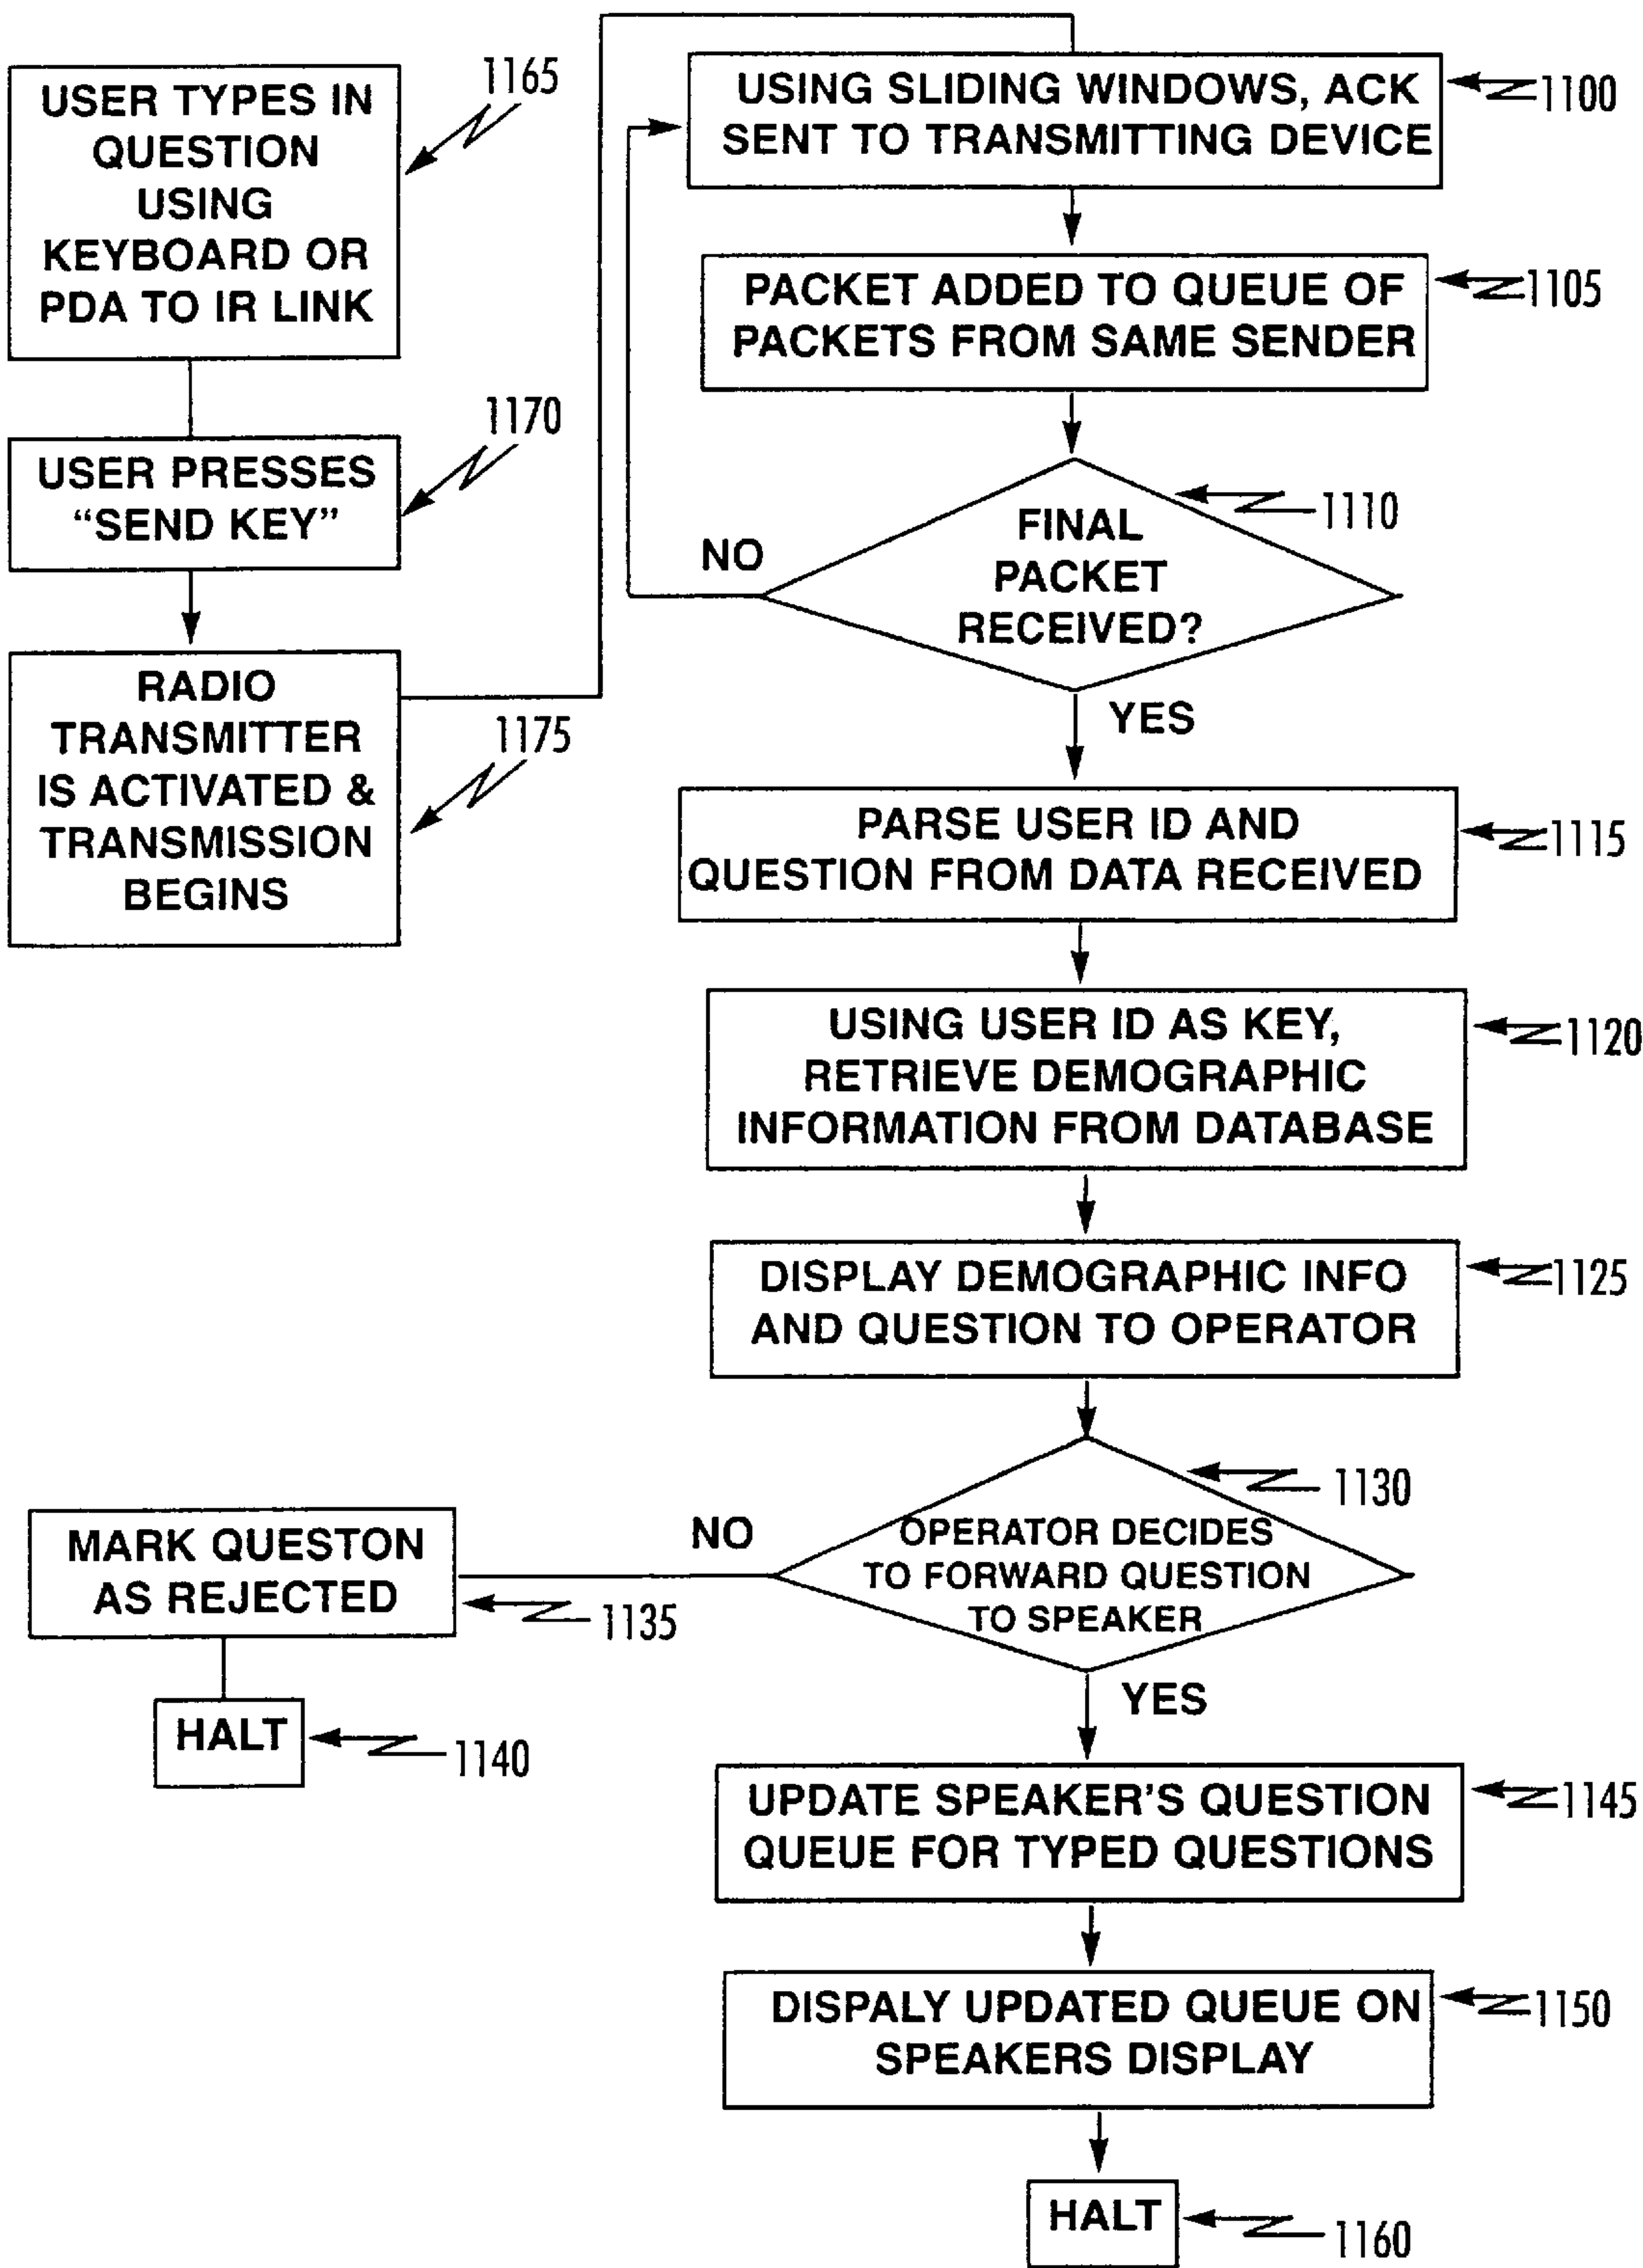 USER TYPES IN
QUESTION
USING
KEYBOARD OR
PDA TO IR LINK
1165
USER PRESSES
“SEND KEY”
1170
RADIO
TRANSMITTER
IS ACTIVATED &
TRANSMISSION
BEGINS
1175
USING SLIDING WINDOWS, ACK
SENT TO TRANSMITTING DEVICE
1100
PACKET ADDED TO QUEUE OF
PACKETS FROM SAME SENDER
1105
FINAL
PACKET
RECEIVED?
1110
NO
YES
PARSE USER ID AND
QUESTION FROM DATA RECEIVED
1115
USING USER ID AS KEY,
RETRIEVE DEMOGRAPHIC
INFORMATION FROM DATABASE
1120
DISPLAY DEMOGRAPHIC INFO
AND QUESTION TO OPERATOR
1125
OPERATOR DECIDES
TO FORWARD QUESTION
TO SPEAKER
1130
NO
MARK QUESTON
AS REJECTED
1135
HALT
1140
YES
UPDATE SPEAKER'S QUESTION
QUEUE FOR TYPED QUESTIONS
1145
DISPALY UPDATED QUEUE ON
SPEAKERS DISPLAY
1150
HALT
1160